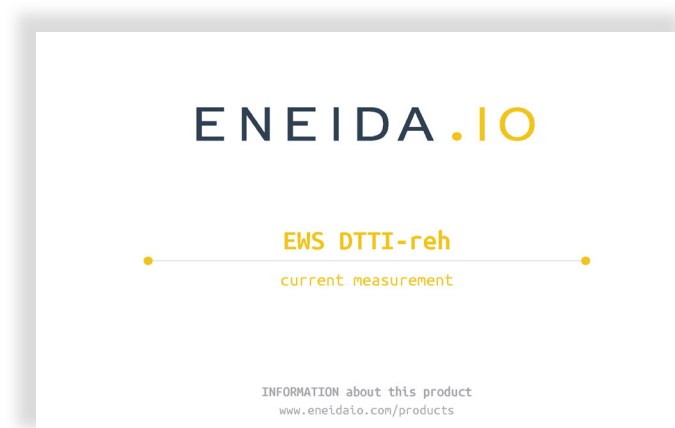 ENEIDA.IO
EWS DTTI-reh
current measurement
INFORMATION about this product
www.eneidaio.com/products